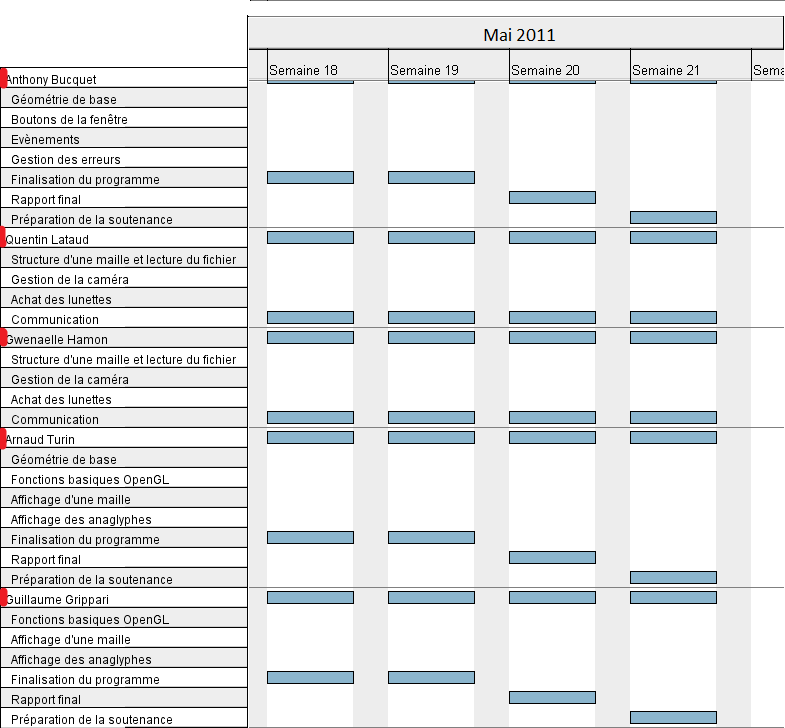 Mai 2011
Semaine 18 Semaine 19 Semaine 20 Semaine 21 Sema
Anthony Bucquet
Géométrie de base
Boutons de la fenêtre
Evènements
Gestion des erreurs
Finalisation du programme
Rapport final
Préparation de la soutenance
Quentin Lataud
Structure d'une maille et lecture du fichier
Gestion de la caméra
Achat des lunettes
Communication
Gwenaelle Hamon
Structure d'une maille et lecture du fichier
Gestion de la caméra
Achat des lunettes
Communication
Arnaud Turin
Géométrie de base
Fonctions basiques OpenGL
Affichage d'une maille
Affichage des anaglyphes
Finalisation du programme
Rapport final
Préparation de la soutenance
Guillaume Grippari
Fonctions basiques OpenGL
Affichage d'une maille
Affichage des anaglyphes
Finalisation du programme
Rapport final
Préparation de la soutenance